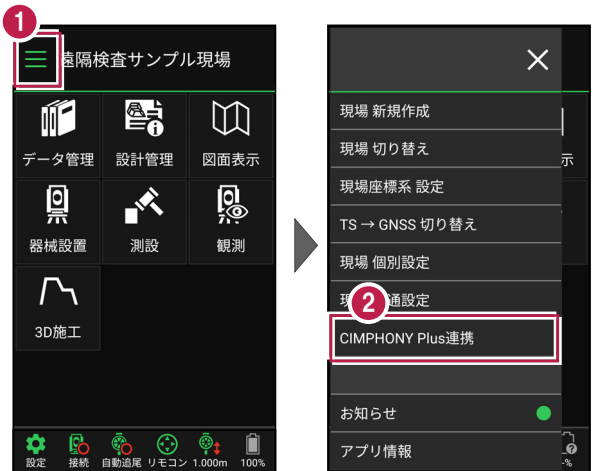 1
遠隔検査サンプル現場
データ管理
設計管理
図面表示
器械設置
測設
観測
3D施工
設定
接続
自動追尾
リモコン
1.000m
100%
現場 新規作成
現場 切り替え
現場座標系 設定
TS → GNSS 切り替え
現場 個別設定
2
通設定
CIMPHONY Plus連携
お知らせ
アプリ情報
示
-%